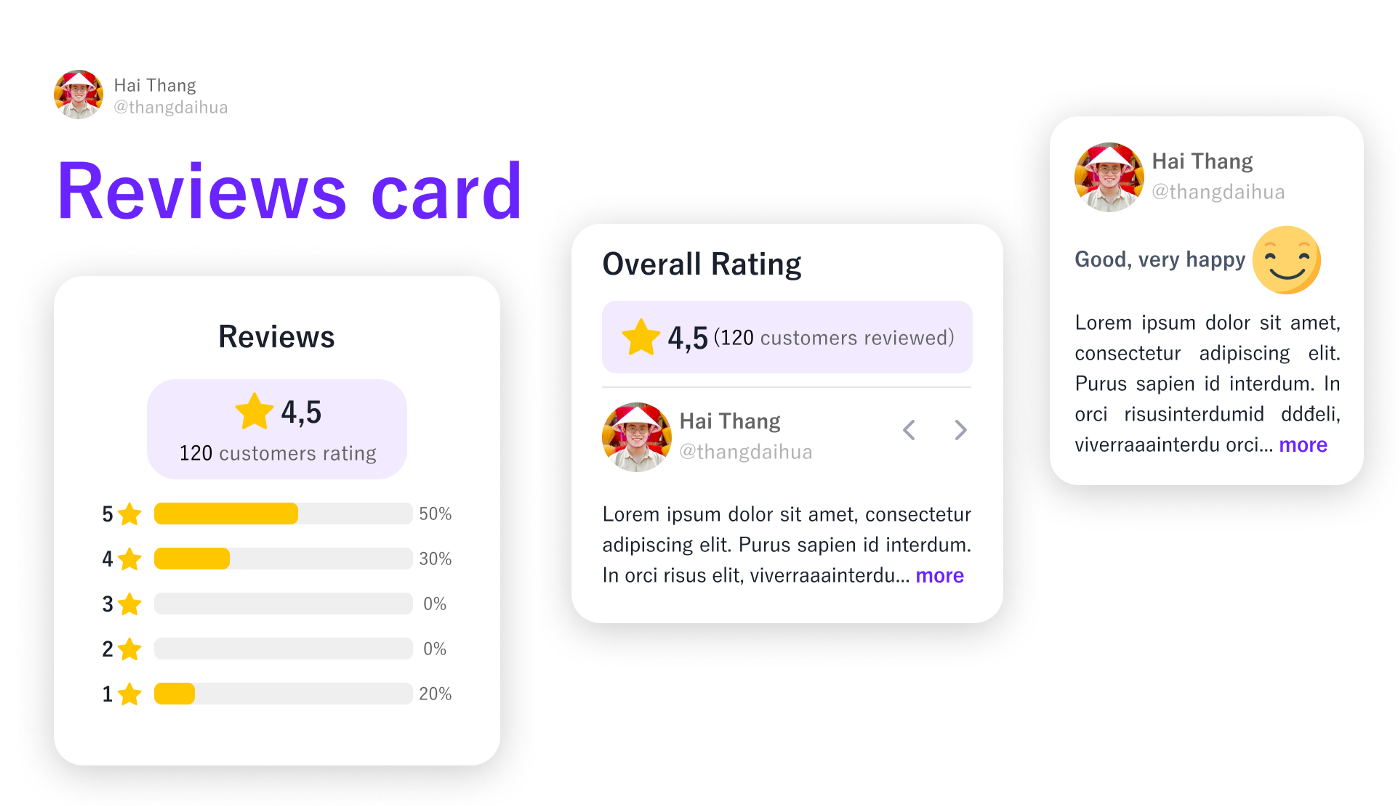 Hai Thang
@thangdaihua
Reviews card
Reviews
4,5
120 customers rating
5 50%
4 30%
3 0%
2 0%
1 20%
Overall Rating
4,5 (120 customers reviewed)
Hai Thang
@thangdaihua
Lorem ipsum dolor sit amet, consectetur
adipiscing elit. Purus sapien id interdum.
In orci risus elit, viverraaainterdu... more
Hai Thang
@thangdaihua
Good, very happy
Lorem ipsum dolor sit amet,
consectetur adipiscing elit.
Purus sapien id interdum. In
orci risusinterdumid ddđeli,
viverraaainterdu orci... more